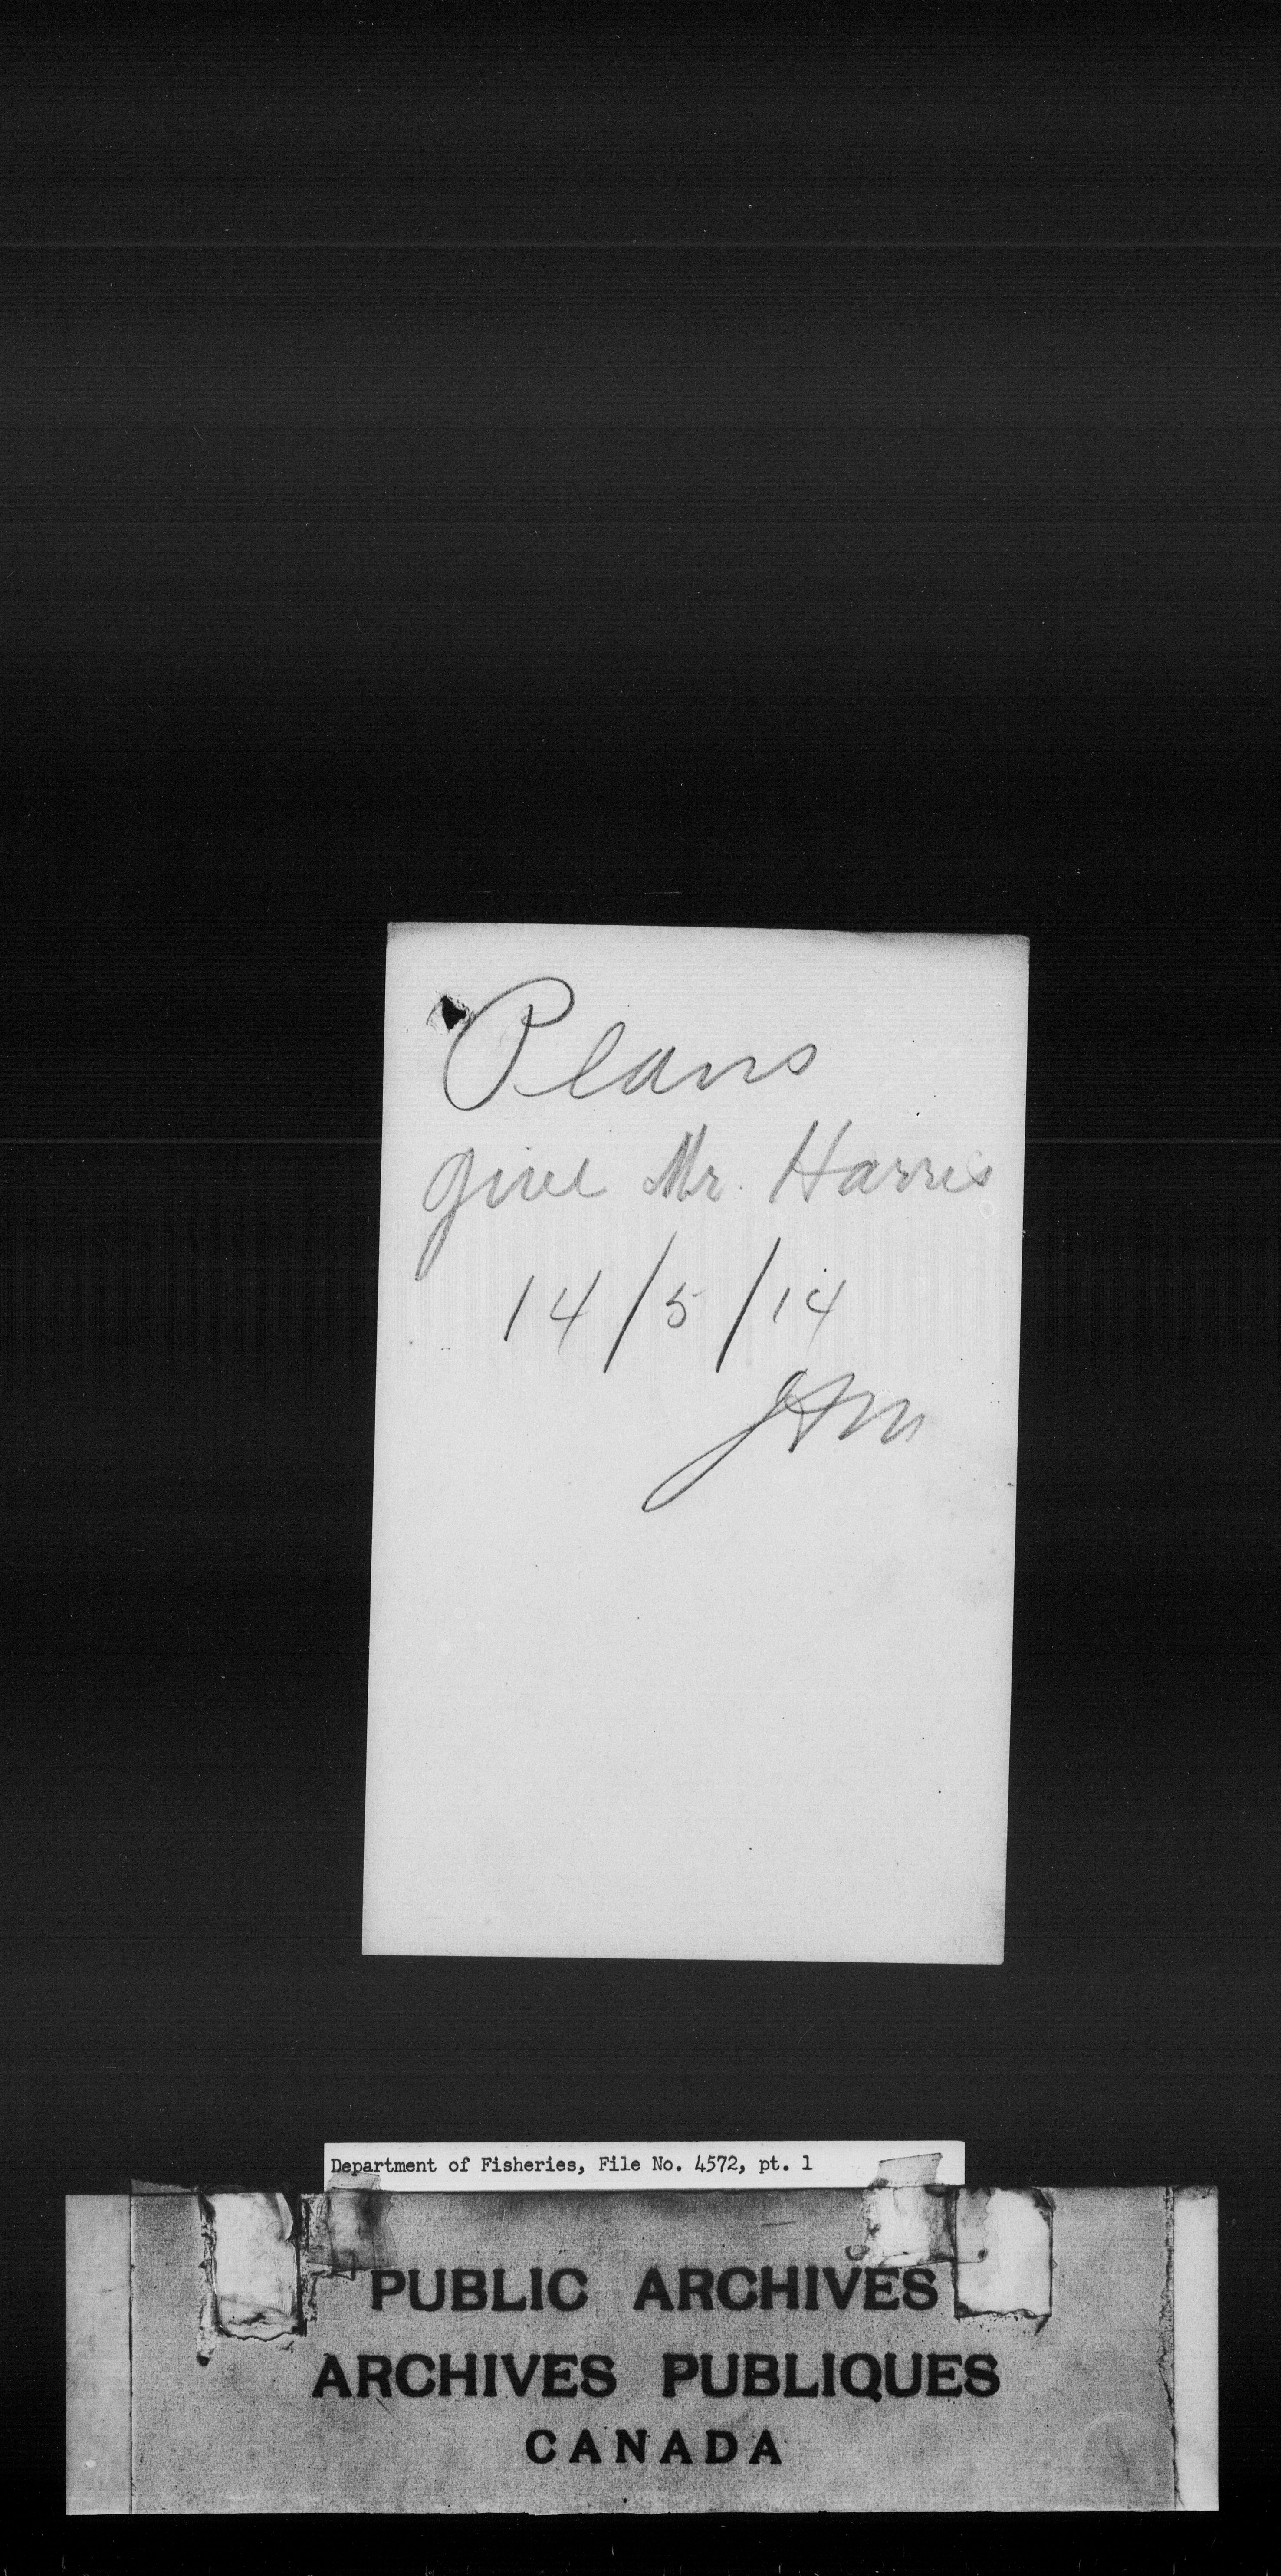 Plans
give Mr. Harris
14/5/14
Department of Fisheries, File No. 4572, pt. 1
PUBLIC ARCHIVES
ARCHIVES PUBLIQUES
CANADA